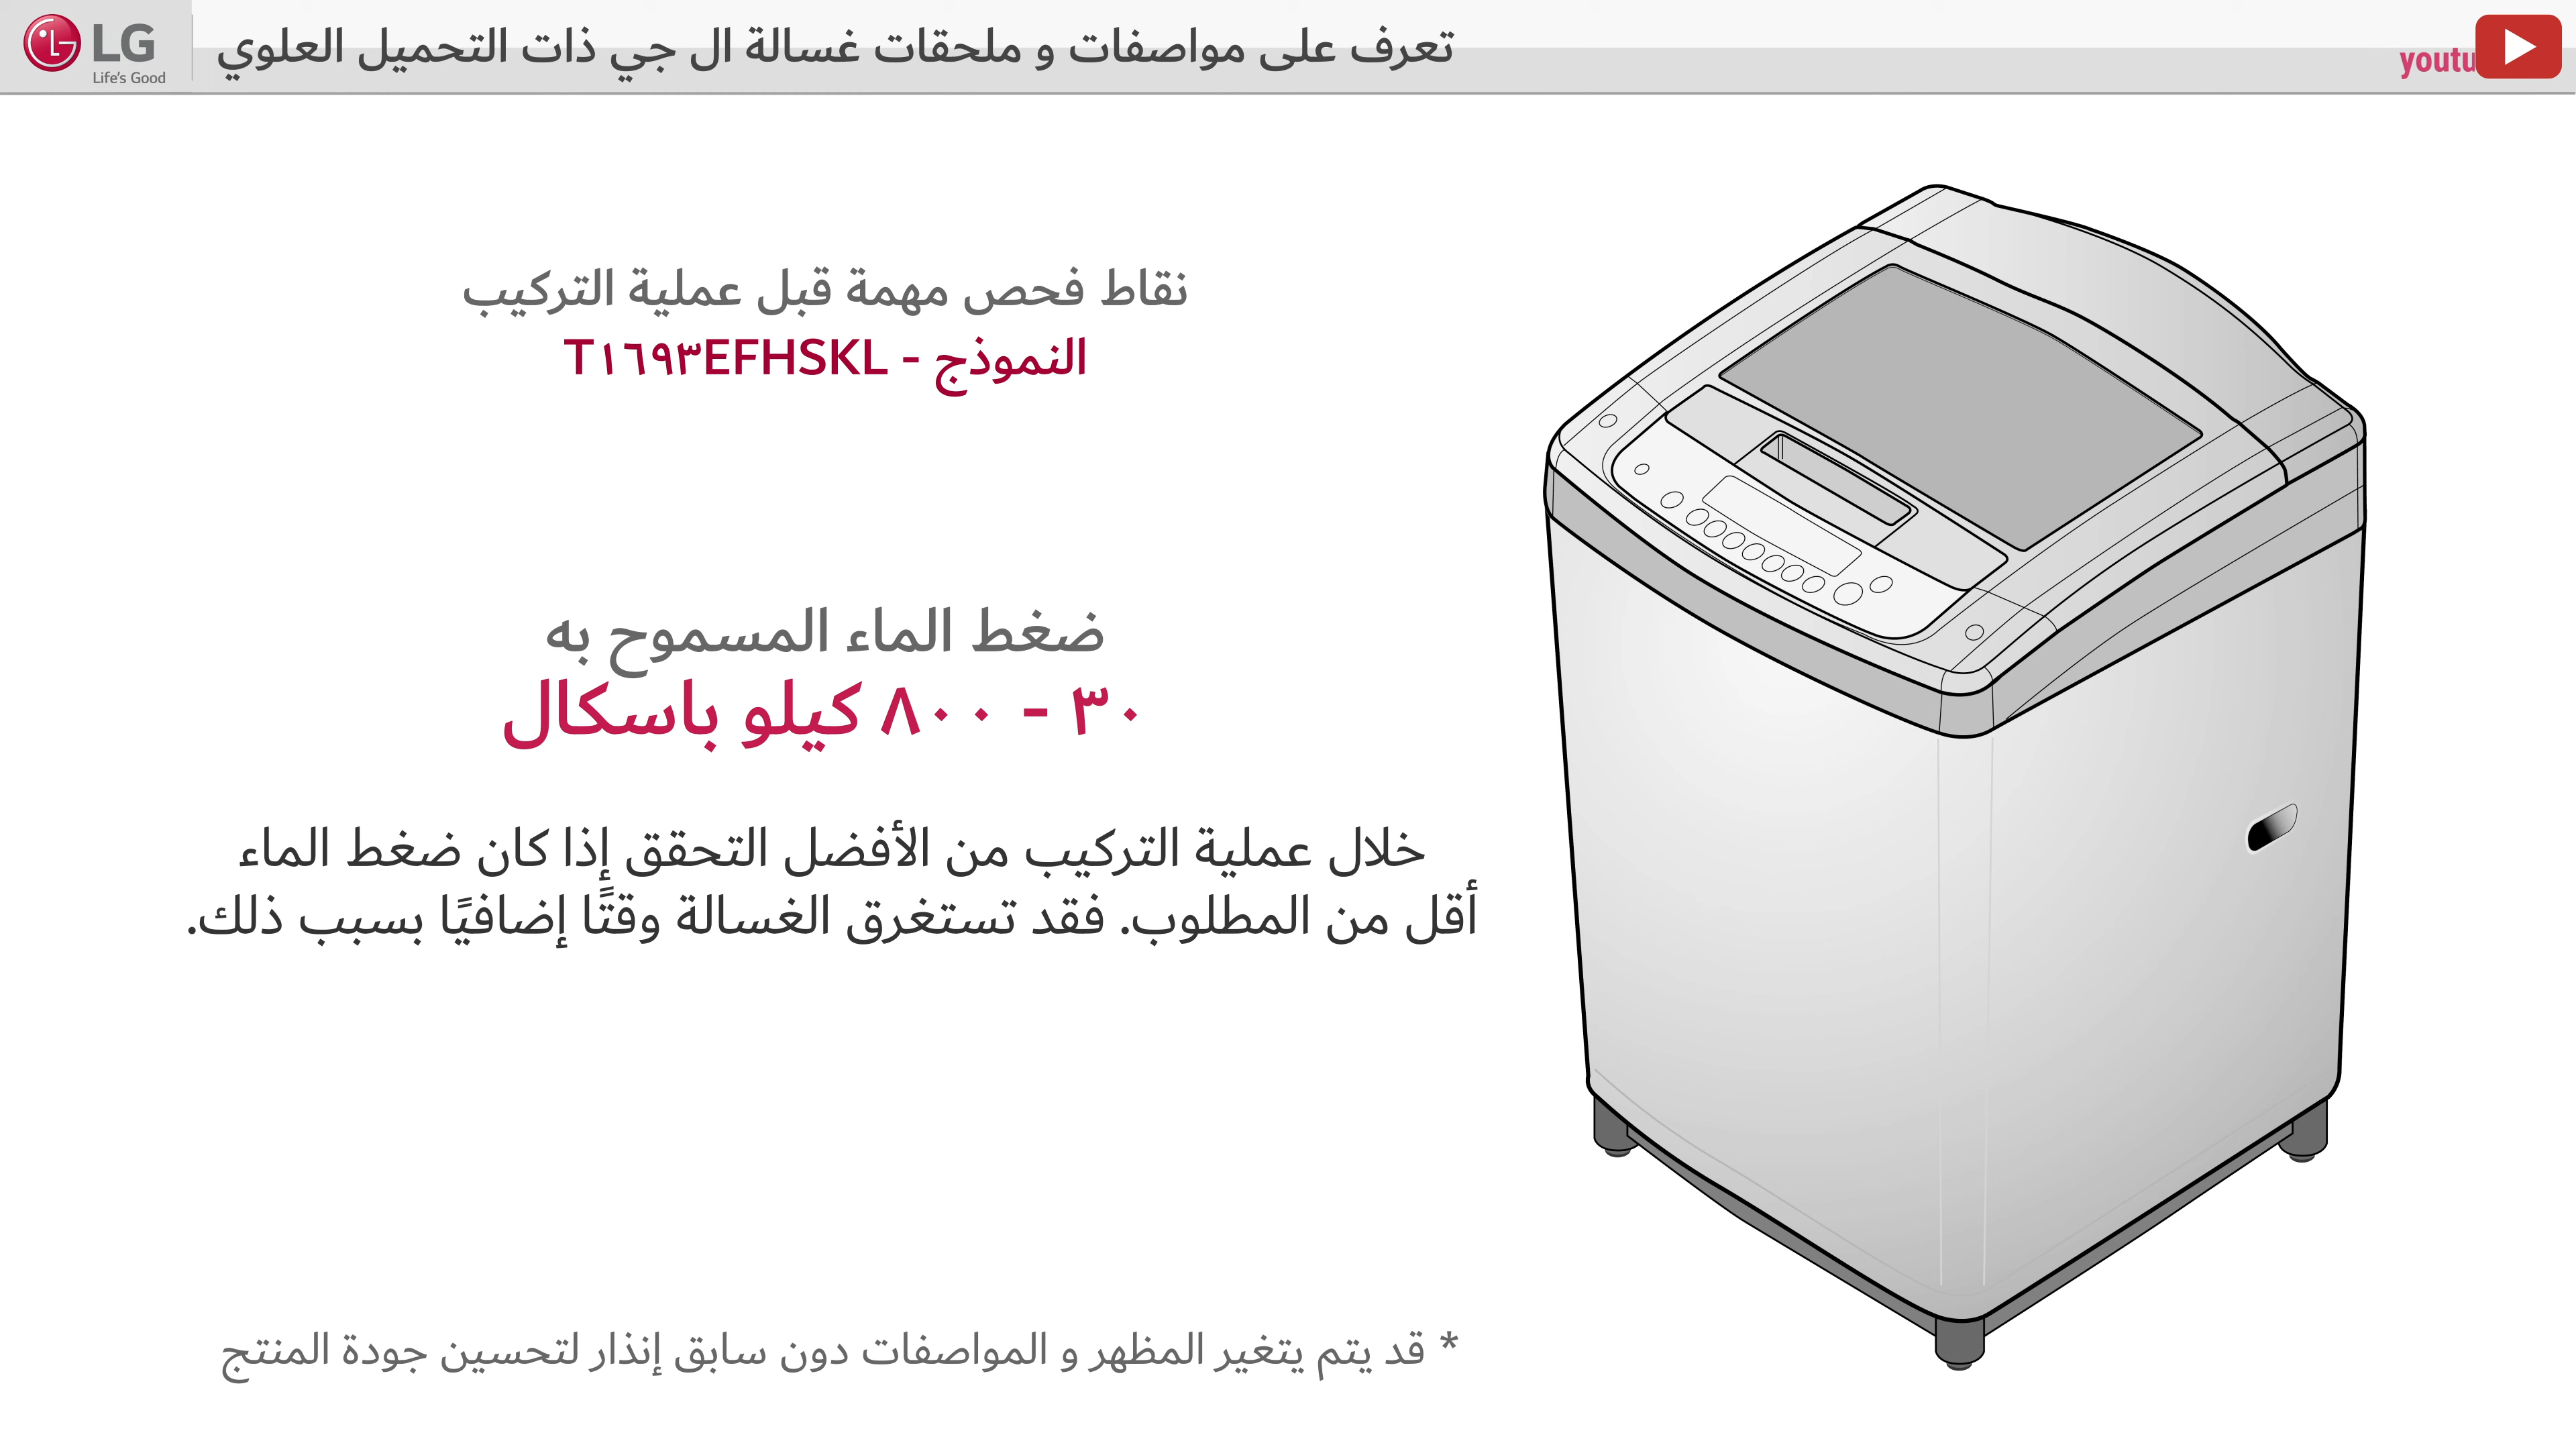 LG
Life's Good
تعرف على مواصفات و ملحقات غسالة ال جي ذات التحميل العلوي
youtu
نقاط فحص مهمة قبل عملية التركيب
النموذج - T١٦٩٣EFHSKL
ضغط الماء المسموح به
٣٠ - ٨٠٠ كيلو باسكال
خلال عملية التركيب من الأفضل التحقق إذا كان ضغط الماء
أقل من المطلوب. فقد تستغرق الغسالة وقتًا إضافيًا بسبب ذلك.
* قد يتم يتغير المظهر و المواصفات دون سابق إنذار لتحسين جودة المنتج